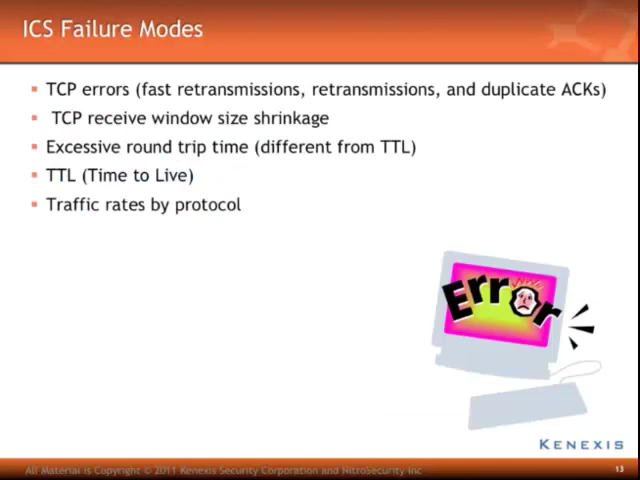 ICS Failure Modes
TCP errors (fast retransmissions, retransmissions, and duplicate ACKs)
TCP receive window size shrinkage
Excessive round trip time (different from TTL)
TTL (Time to Live)
Traffic rates by protocol
Error
KENEXIS
All Material is Copyright © 2011 Kenexis Security Corporation and NitroSecurity Inc
13